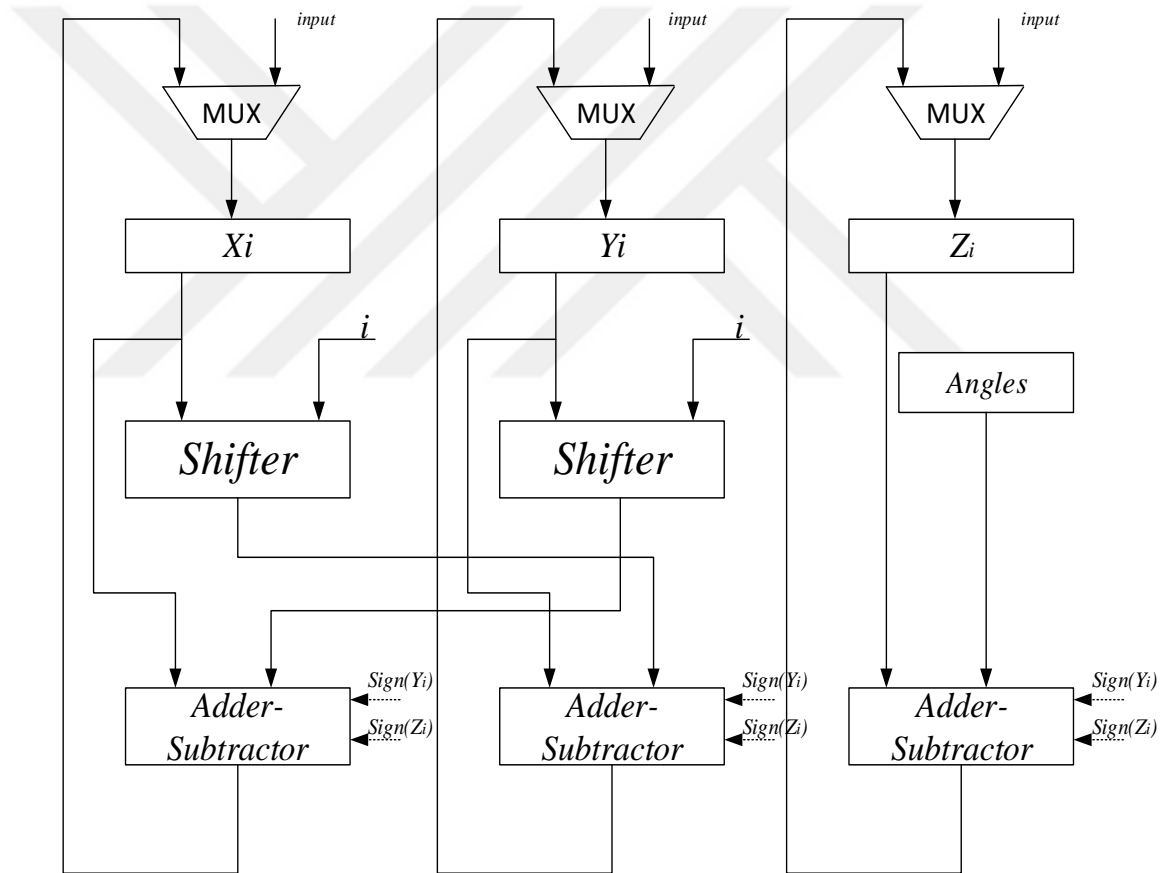 input
input
input
MUX
MUX
MUX
Xi
Yi
Zi
i
i
Angles
Shifter
Shifter
Sign(Yi)
Sign(Yi)
Sign(Yi)
Adder-
Subtractor
Adder-
Subtractor
Adder-
Subtractor
Sign(Zi)
Sign(Zi)
Sign(Zi)